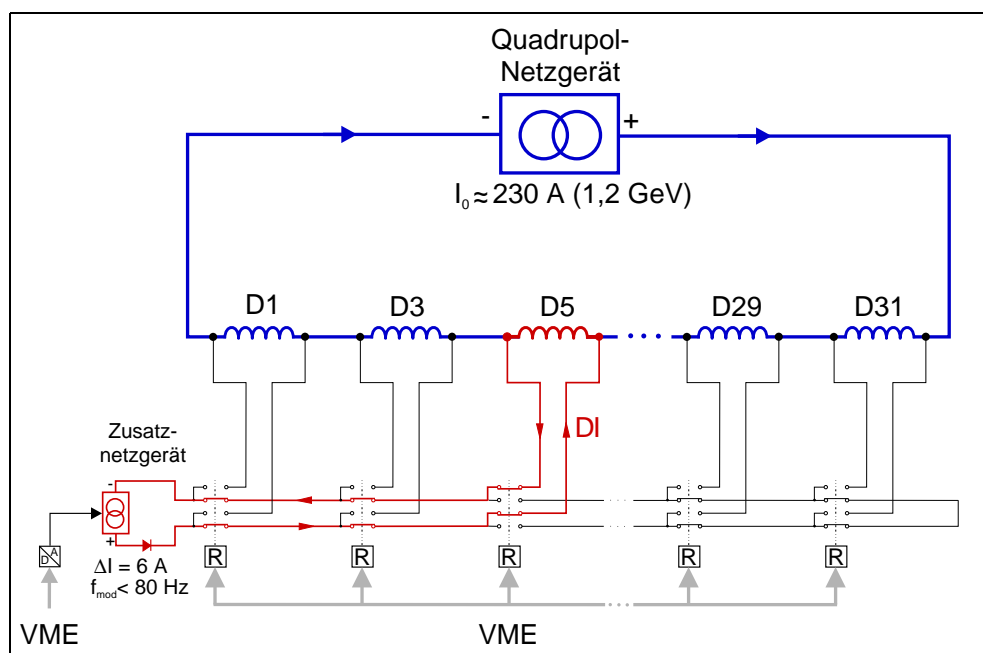 Quadrupol-
Netzgerät
- +
I₀ ≈ 230 A (1,2 GeV)
D1 D3 D5 D29 D31
DI
Zusatz-
netzgerät
-
+
ΔI = 6 A
f_mod < 80 Hz
D A
R R R R R
VME VME